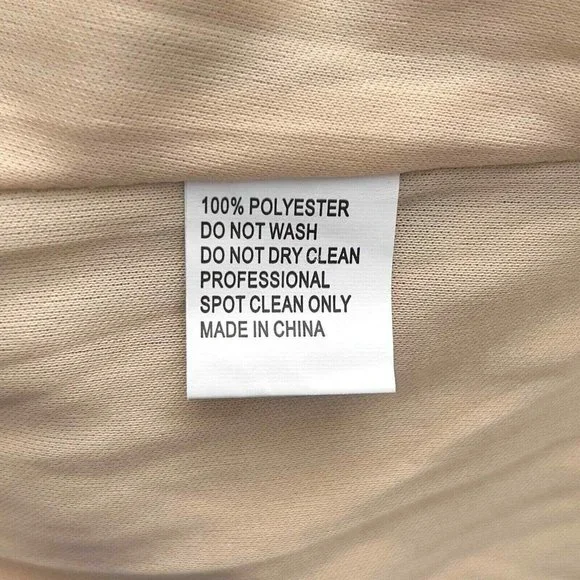 100% POLYESTER
DO NOT WASH
DO NOT DRY CLEAN
PROFESSIONAL
SPOT CLEAN ONLY
MADE IN CHINA